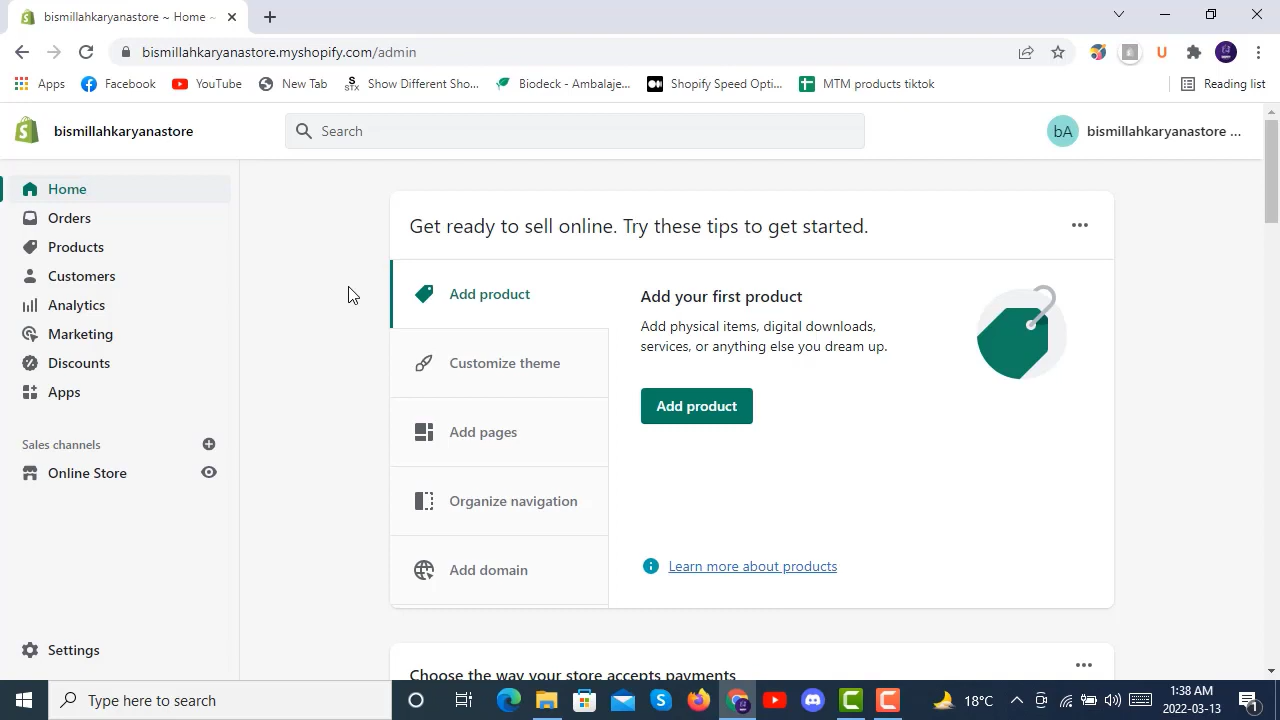 bismillahkaryanastore ~ Home ~
bismillahkaryanastore.myshopify.com/admin
Apps Facebook YouTube New Tab STX Show Different Sho... Biodeck - Ambalaje... Shopify Speed Opti... MTM products tiktok Reading list
bismillahkaryanastore Search bA bismillahkaryanastore ...
Home
Orders
Products
Customers
Analytics
Marketing
Discounts
Apps
Sales channels
Online Store
Settings
Get ready to sell online. Try these tips to get started.
Add product
Customize theme
Add pages
Organize navigation
Add domain
Add your first product
Add physical items, digital downloads,
services, or anything else you dream up.
Add product
Learn more about products
Choose the way your store accepts payments
Type here to search 18°C 1:38 AM
2022-03-13
1